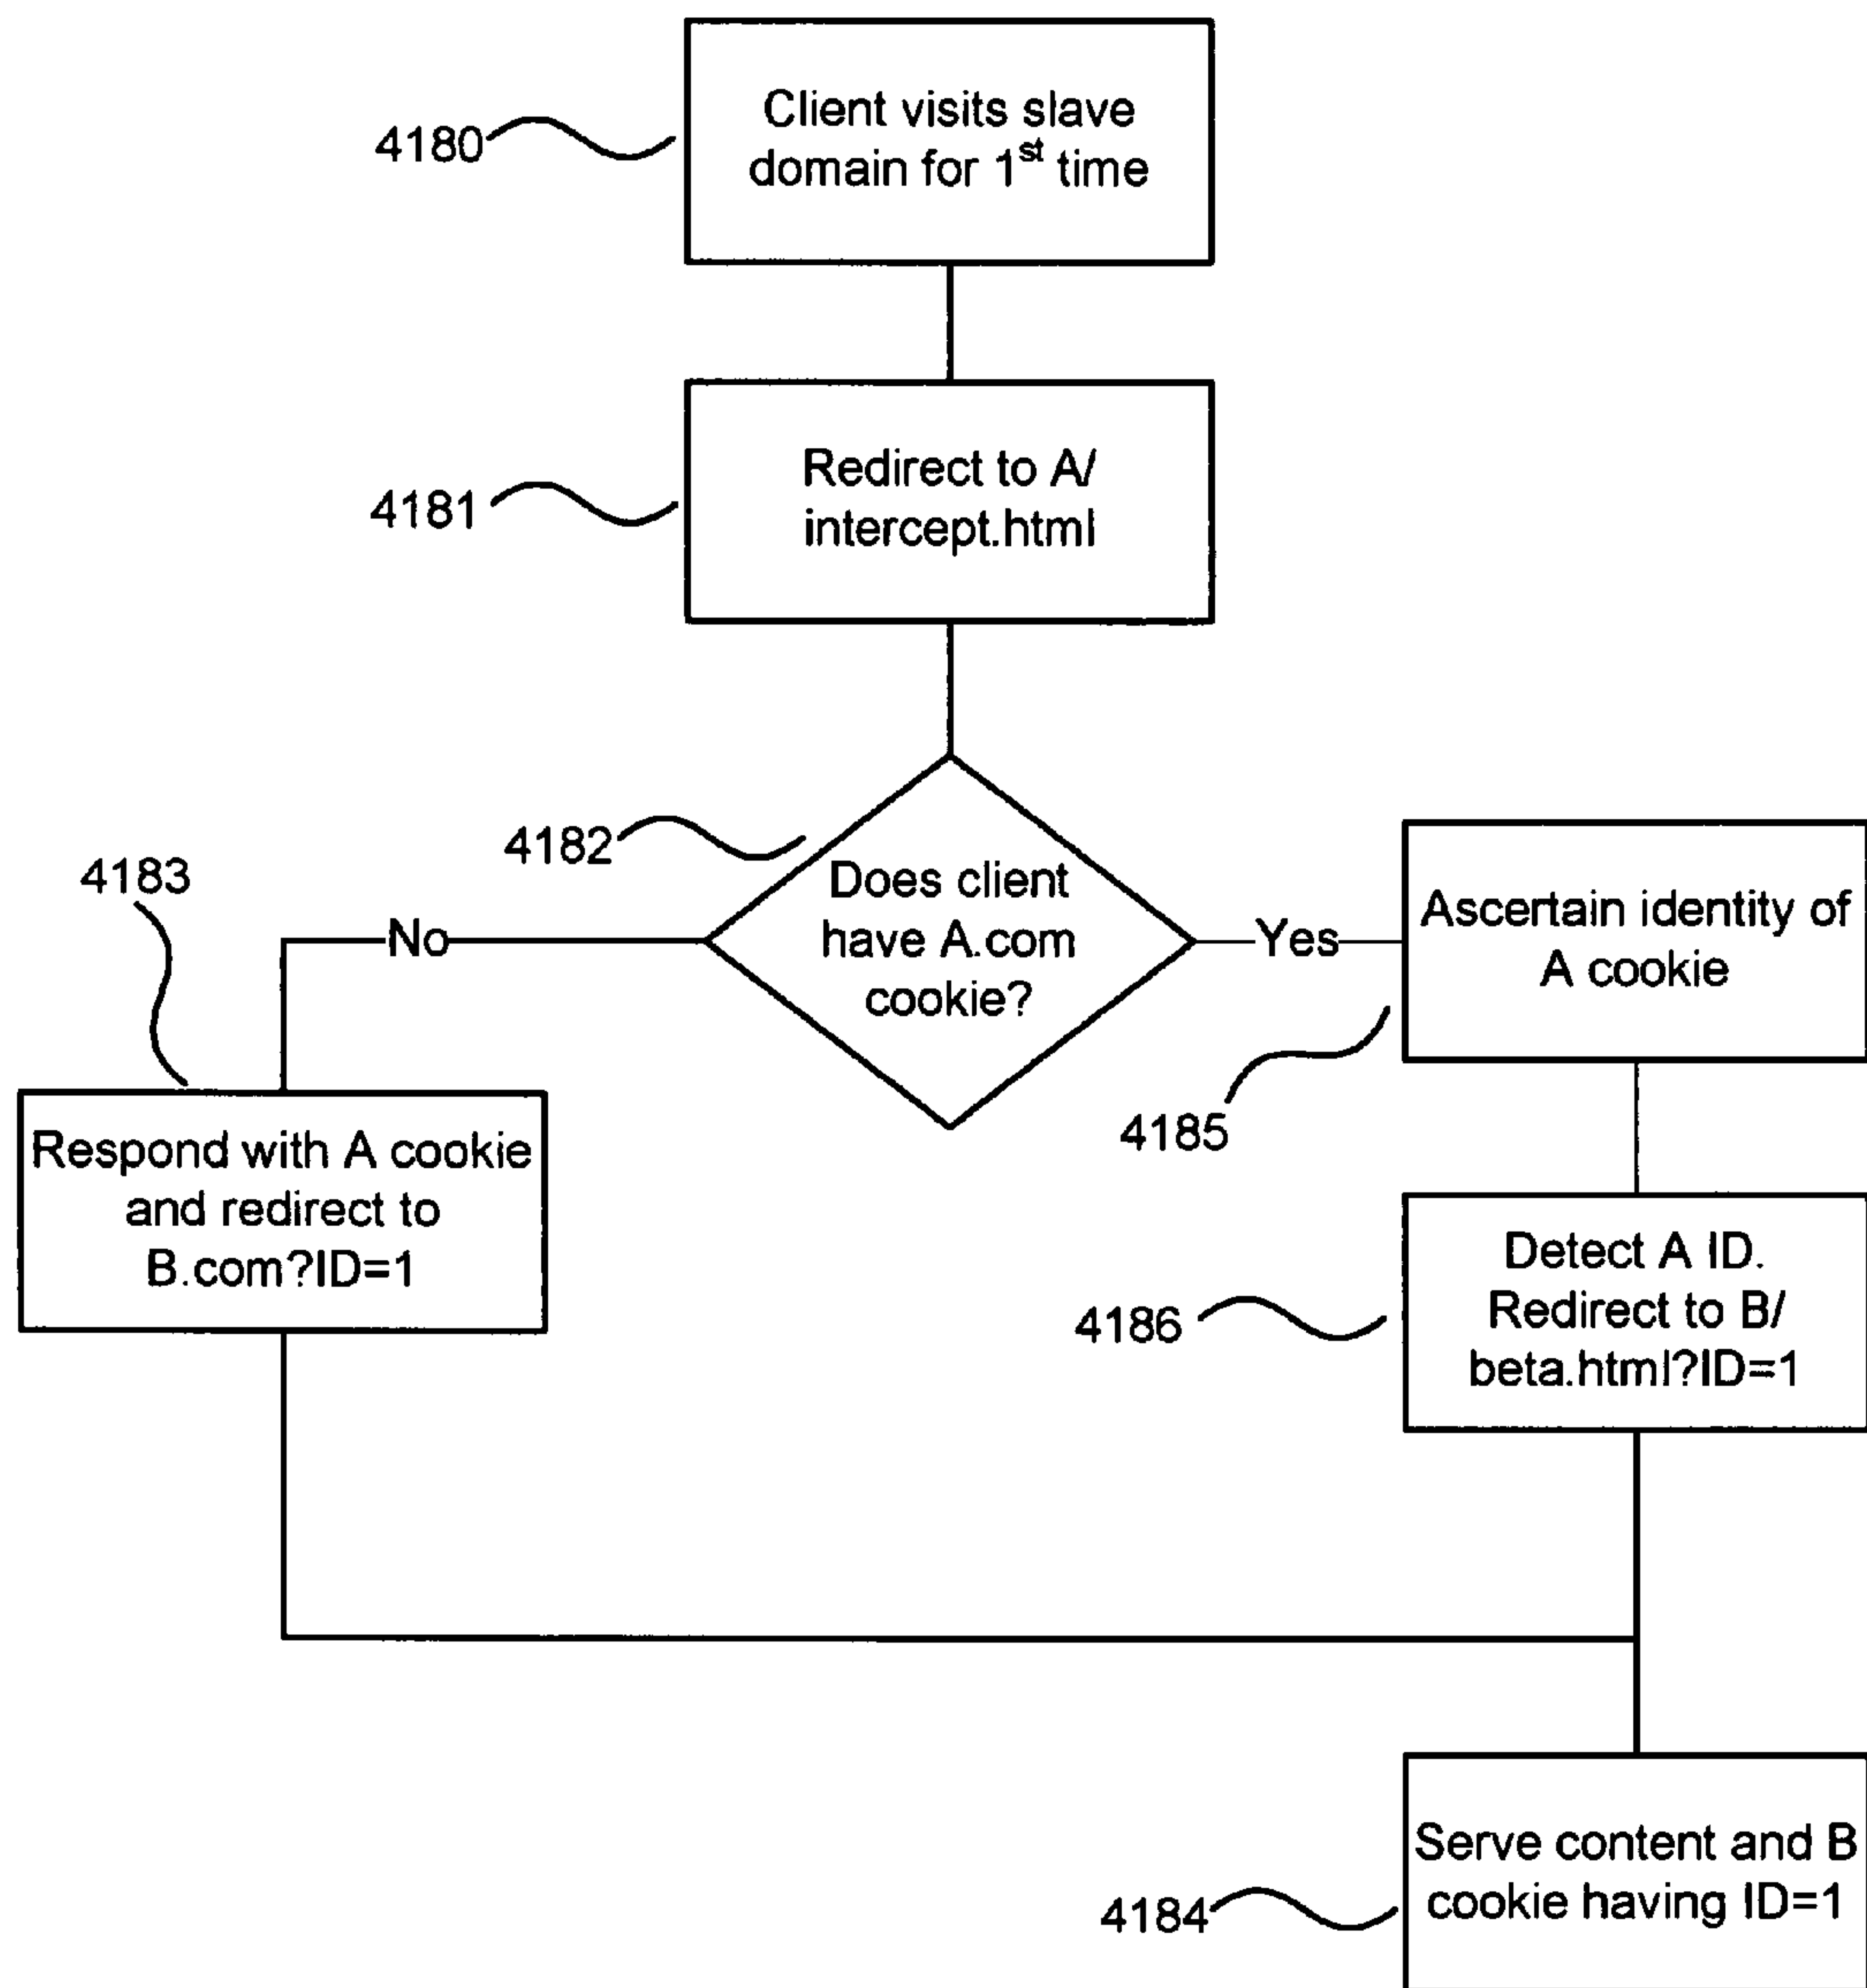 Client visits slave
domain for 1st time
4180
Redirect to A/
intercept.html
4181
4182
Does client
have A.com
cookie?
No
Yes
4183
Respond with A cookie
and redirect to
B.com?ID=1
Ascertain identity of
A cookie
4185
Detect A ID.
Redirect to B/
beta.html?ID=1
4186
Serve content and B
cookie having ID=1
4184